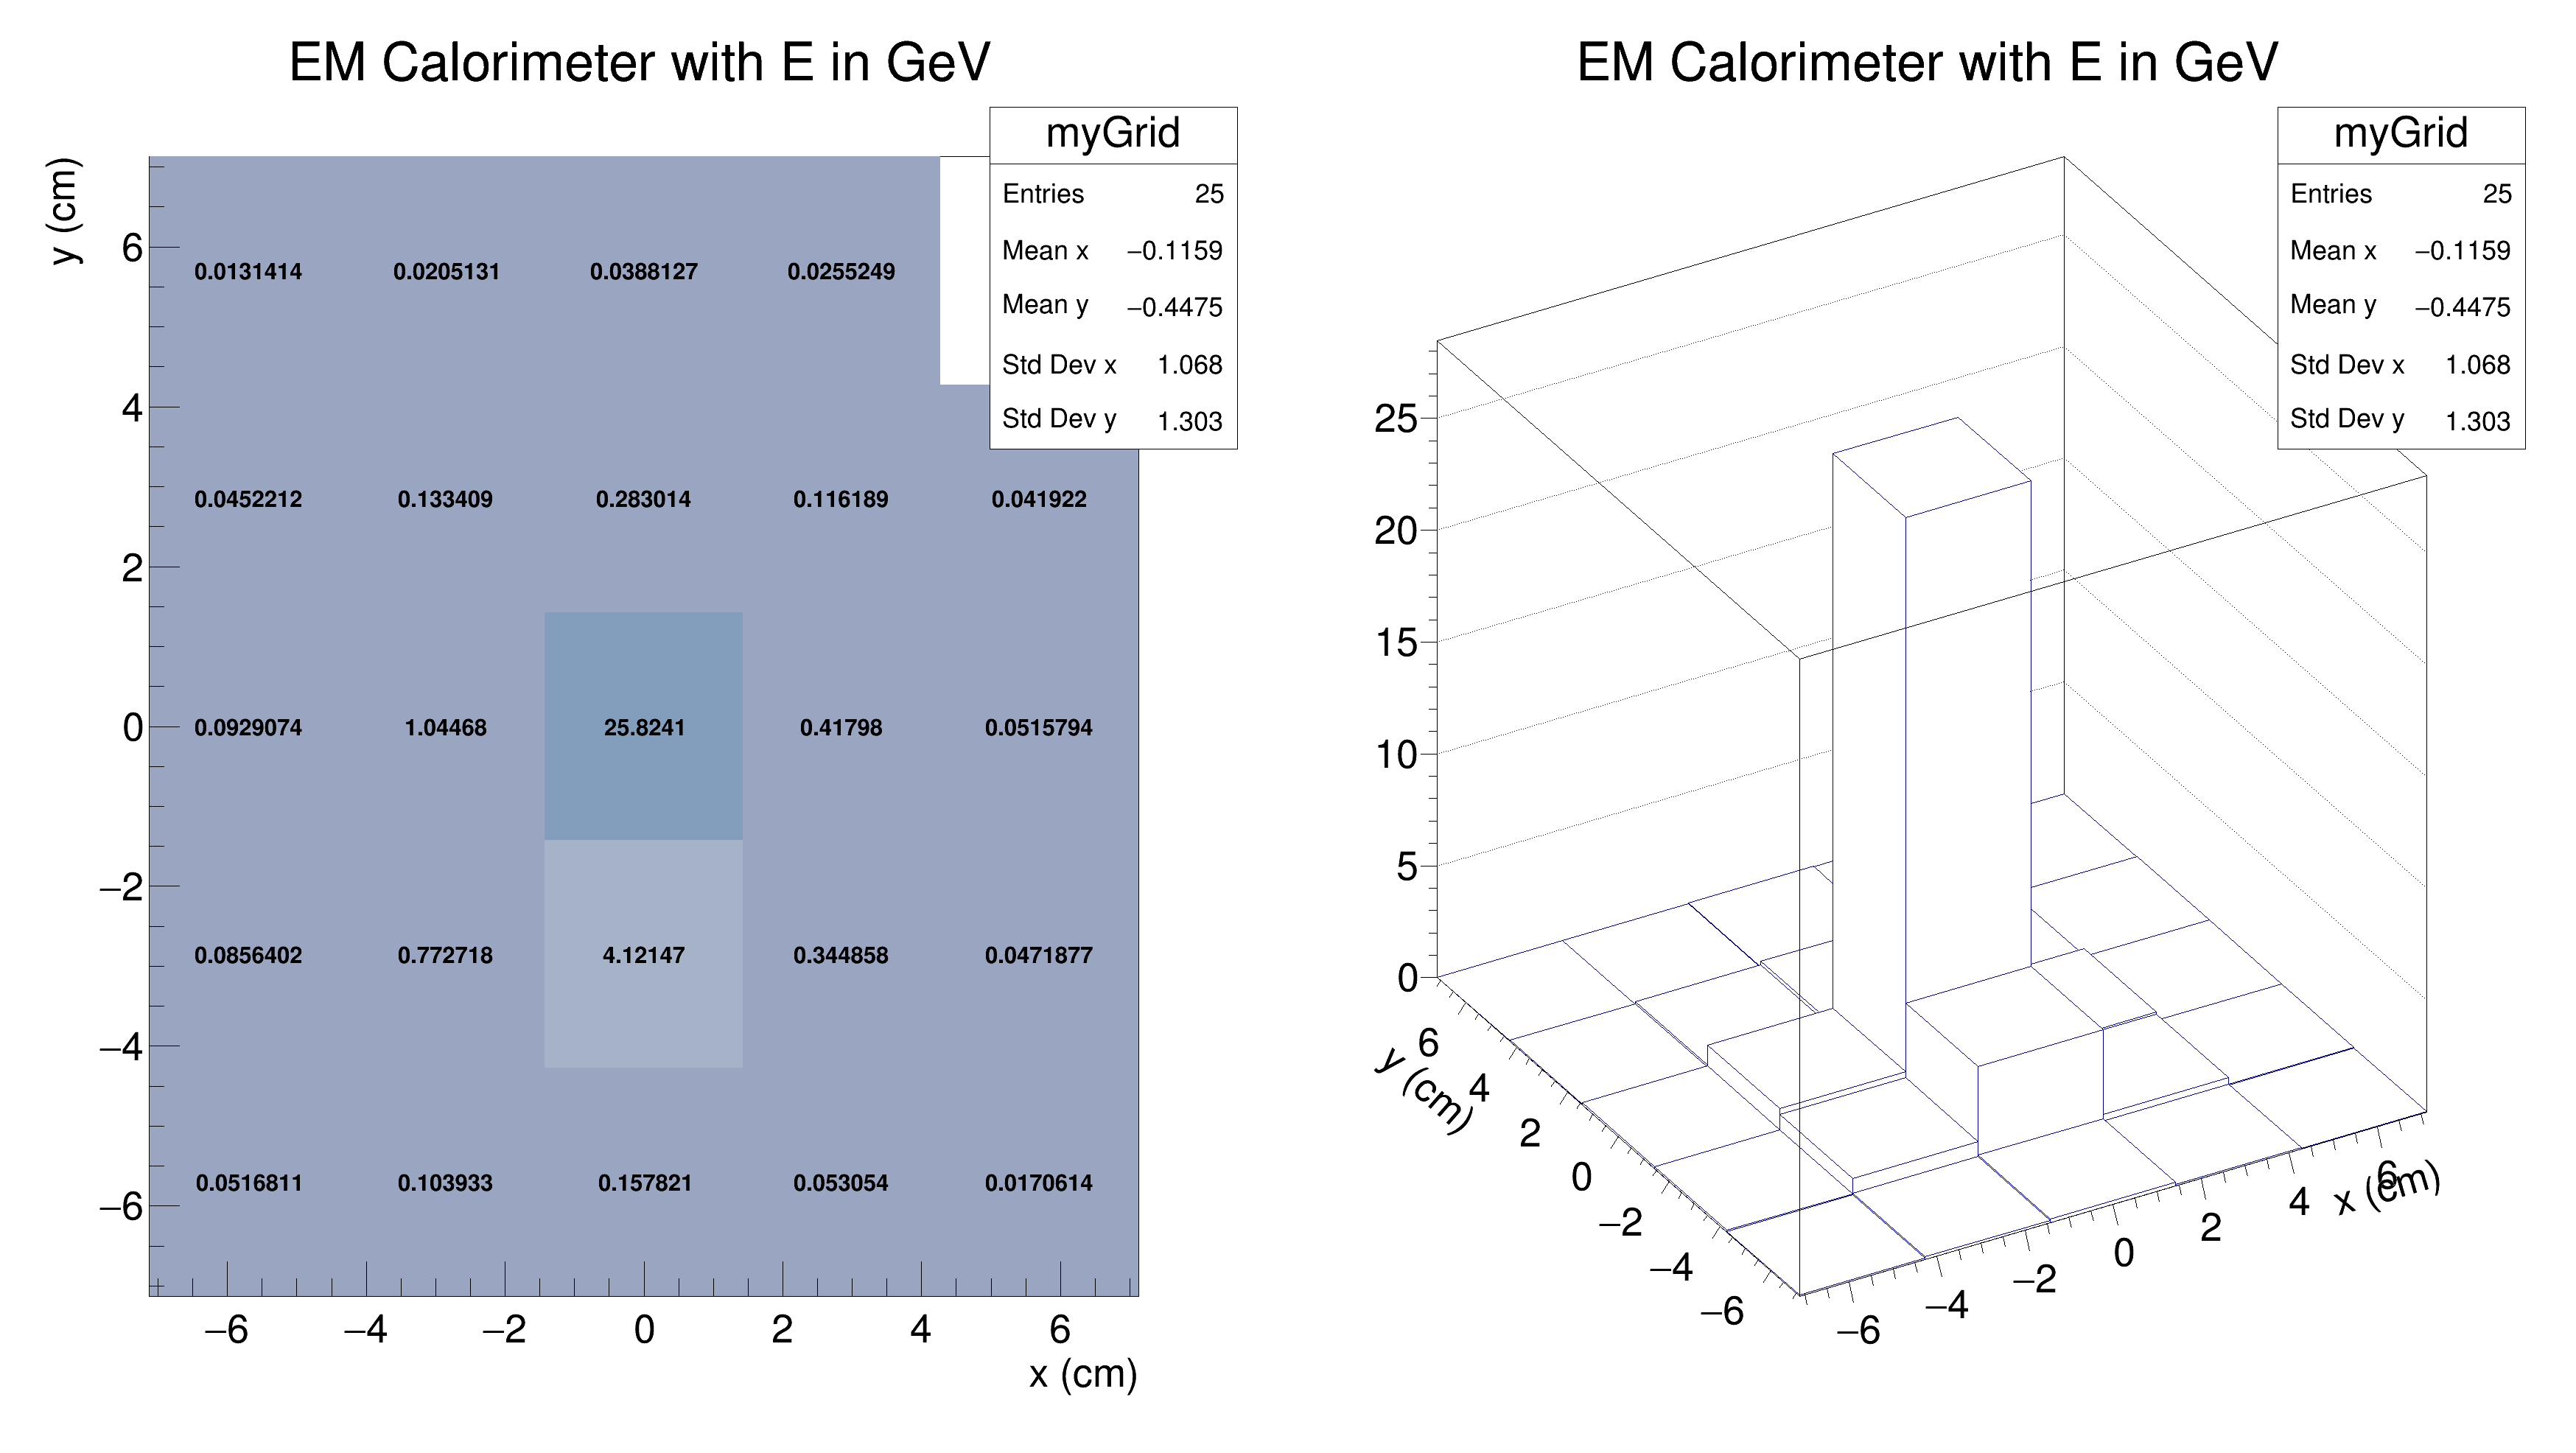 EM Calorimeter with E in GeV
myGrid
Entries 25
Mean x −0.1159
Mean y −0.4475
Std Dev x 1.068
Std Dev y 1.303
y (cm)
6
4
2
0
−2
−4
−6
0.0131414 0.0205131 0.0388127 0.0255249
0.0452212 0.133409 0.283014 0.116189 0.041922
0.0929074 1.04468 25.8241 0.41798 0.0515794
0.0856402 0.772718 4.12147 0.344858 0.0471877
0.0516811 0.103933 0.157821 0.053054 0.0170614
−6 −4 −2 0 2 4 6
x (cm)
EM Calorimeter with E in GeV
myGrid
Entries 25
Mean x −0.1159
Mean y −0.4475
Std Dev x 1.068
Std Dev y 1.303
25
20
15
10
5
0
y (cm)
6
4
2
0
−2
−4
−6
−6 −4 −2 0 2 4 6
x (cm)